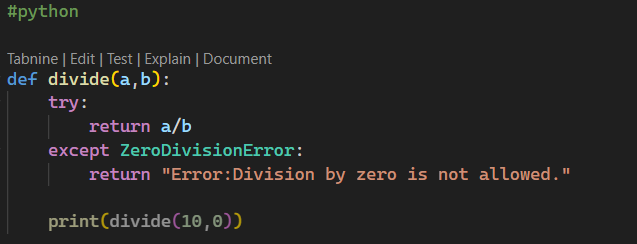 #python
Tabnine | Edit | Test | Explain | Document
def divide(a,b):
    try:
        return a/b
    except ZeroDivisionError:
        return "Error:Division by zero is not allowed."
    print(divide(10,0))